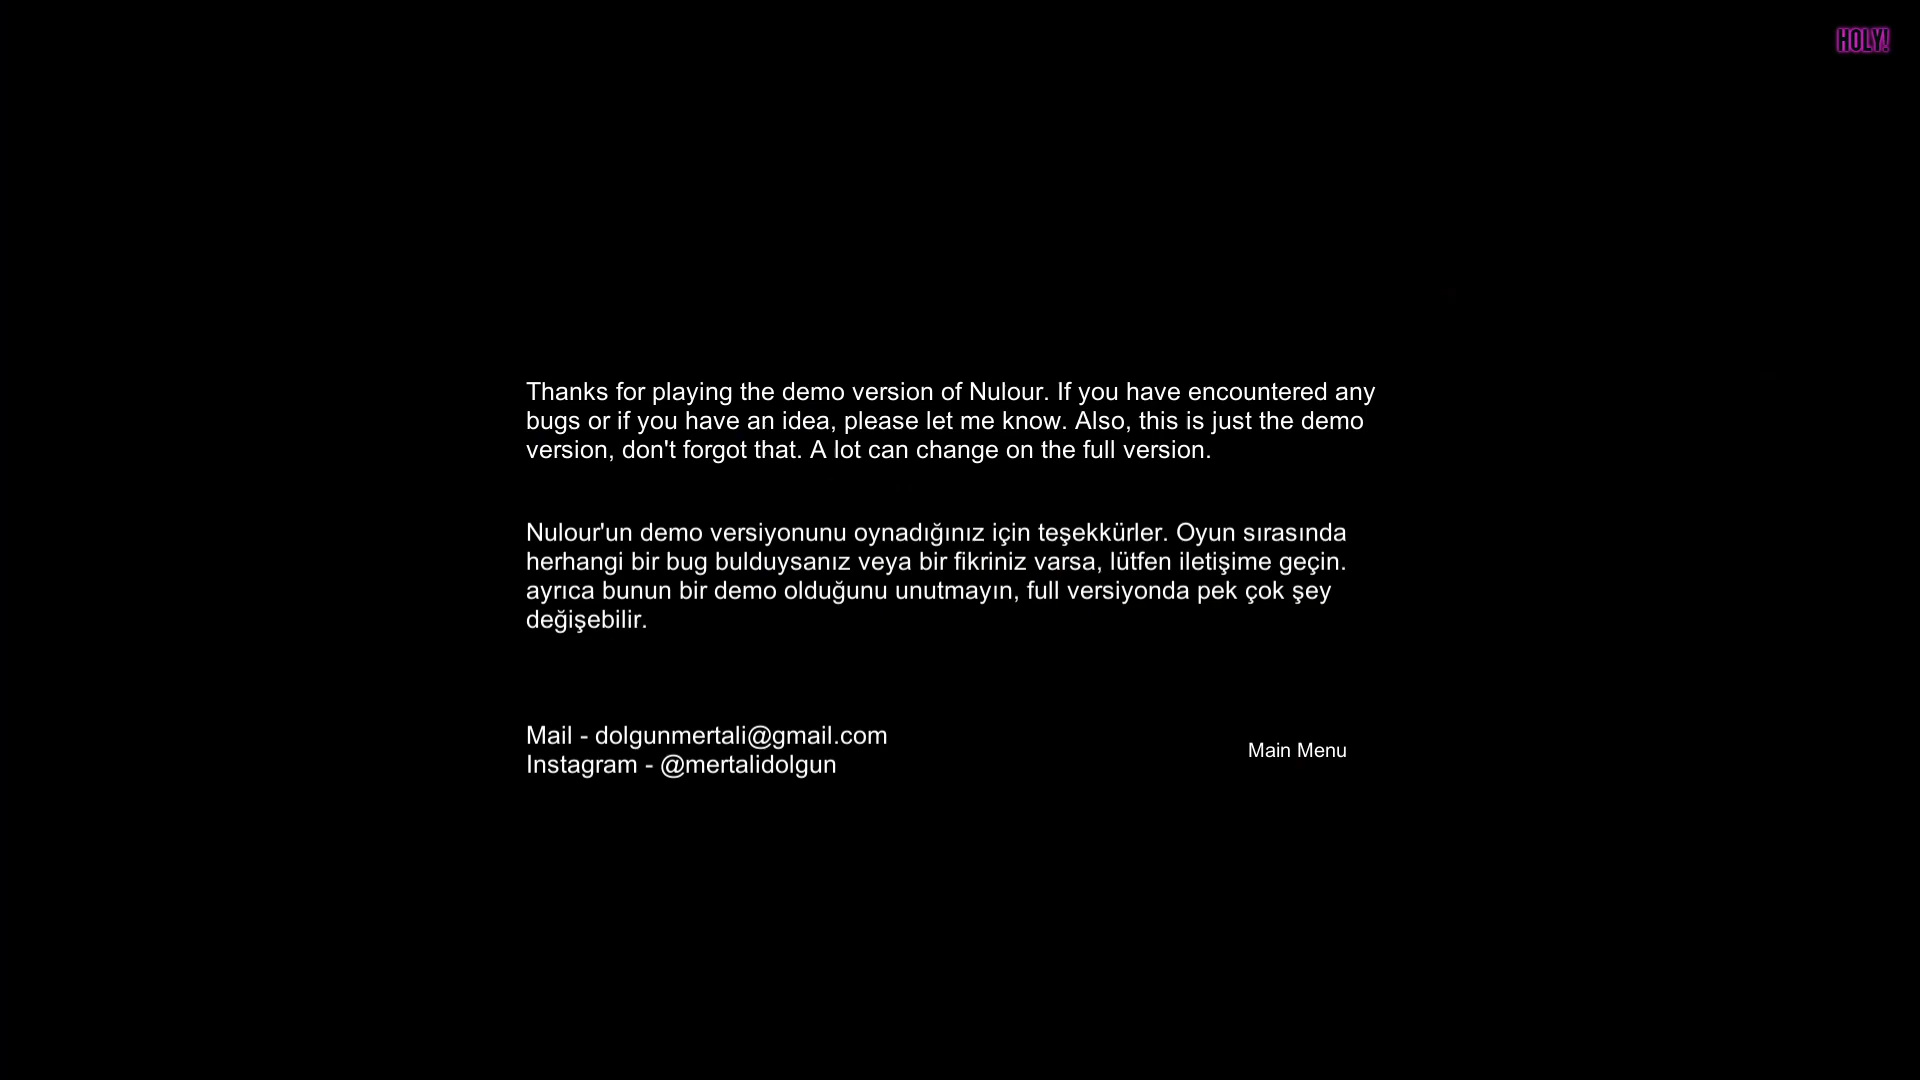 HOLY!
Thanks for playing the demo version of Nulour. If you have encountered any
bugs or if you have an idea, please let me know. Also, this is just the demo
version, don't forgot that. A lot can change on the full version.
Nulour'un demo versiyonunu oynadığınız için teşekkürler. Oyun sırasında
herhangi bir bug bulduysanız veya bir fikriniz varsa, lütfen iletişime geçin.
ayrıca bunun bir demo olduğunu unutmayın, full versiyonda pek çok şey
değişebilir.
Mail - dolgunmertali@gmail.com
Instagram - @mertalidolgun
Main Menu